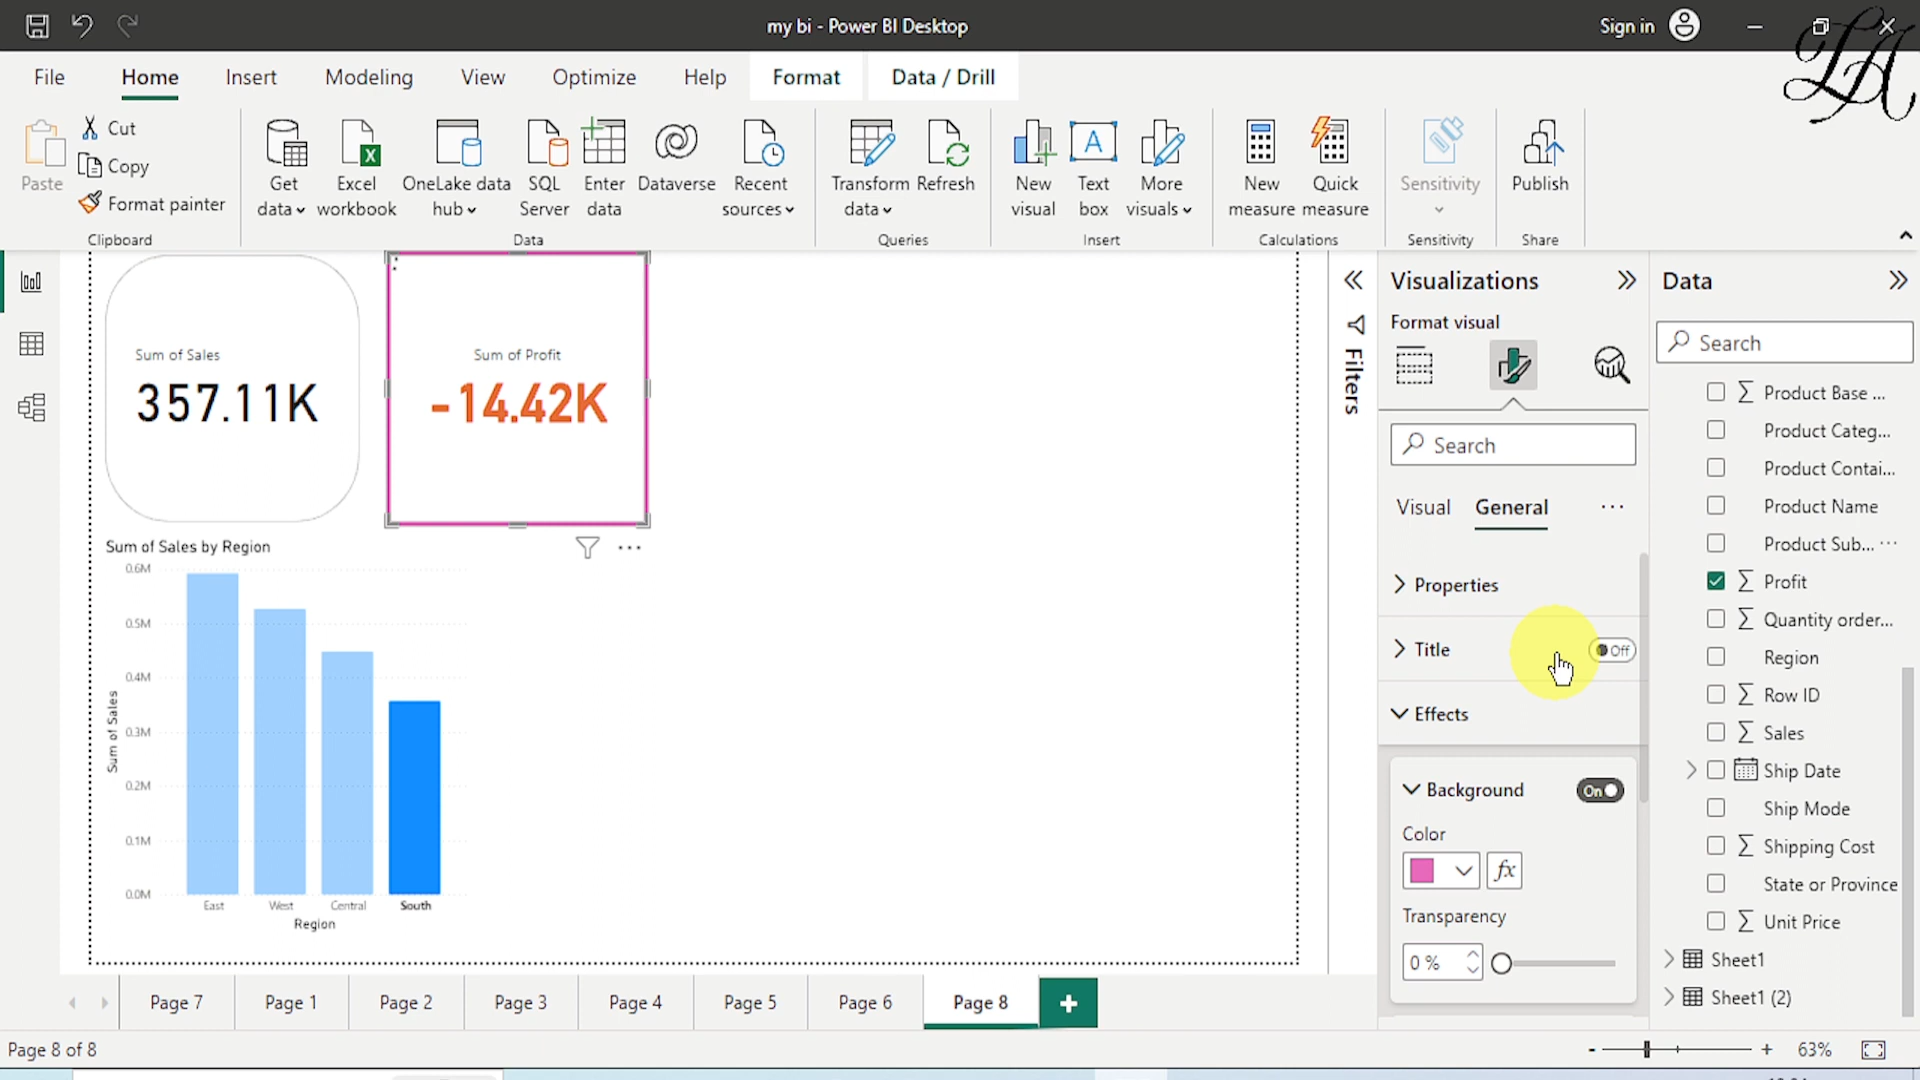 my bi - Power BI Desktop
Sign in
LA
File Home Insert Modeling View Optimize Help Format Data / Drill
Paste
Cut
Copy
Format painter
Clipboard
Get data
Excel workbook
OneLake data hub
SQL Server
Enter data
Dataverse
Recent sources
Data
Transform data
Refresh
Queries
New visual
Text box
A
More visuals
Insert
New measure
Quick measure
Calculations
Sensitivity
Sensitivity
Publish
Share
Sum of Sales
357.11K
Sum of Profit
-14.42K
Sum of Sales by Region
0.6M
0.5M
0.4M
0.3M
0.2M
0.1M
0.0M
Sum of Sales
East West Central South
Region
Filters
Visualizations
Format visual
Search
Visual General ...
Properties
Title Off
Effects
Background On
Color
fx
Transparency
0 %
Data
Search
Σ Product Base ...
Product Categ...
Product Contai...
Product Name
Product Sub... ...
Σ Profit
Σ Quantity order...
Region
Σ Row ID
Σ Sales
Ship Date
Ship Mode
Σ Shipping Cost
State or Province
Σ Unit Price
Sheet1
Sheet1 (2)
Page 7 Page 1 Page 2 Page 3 Page 4 Page 5 Page 6 Page 8 +
Page 8 of 8
- + 63%